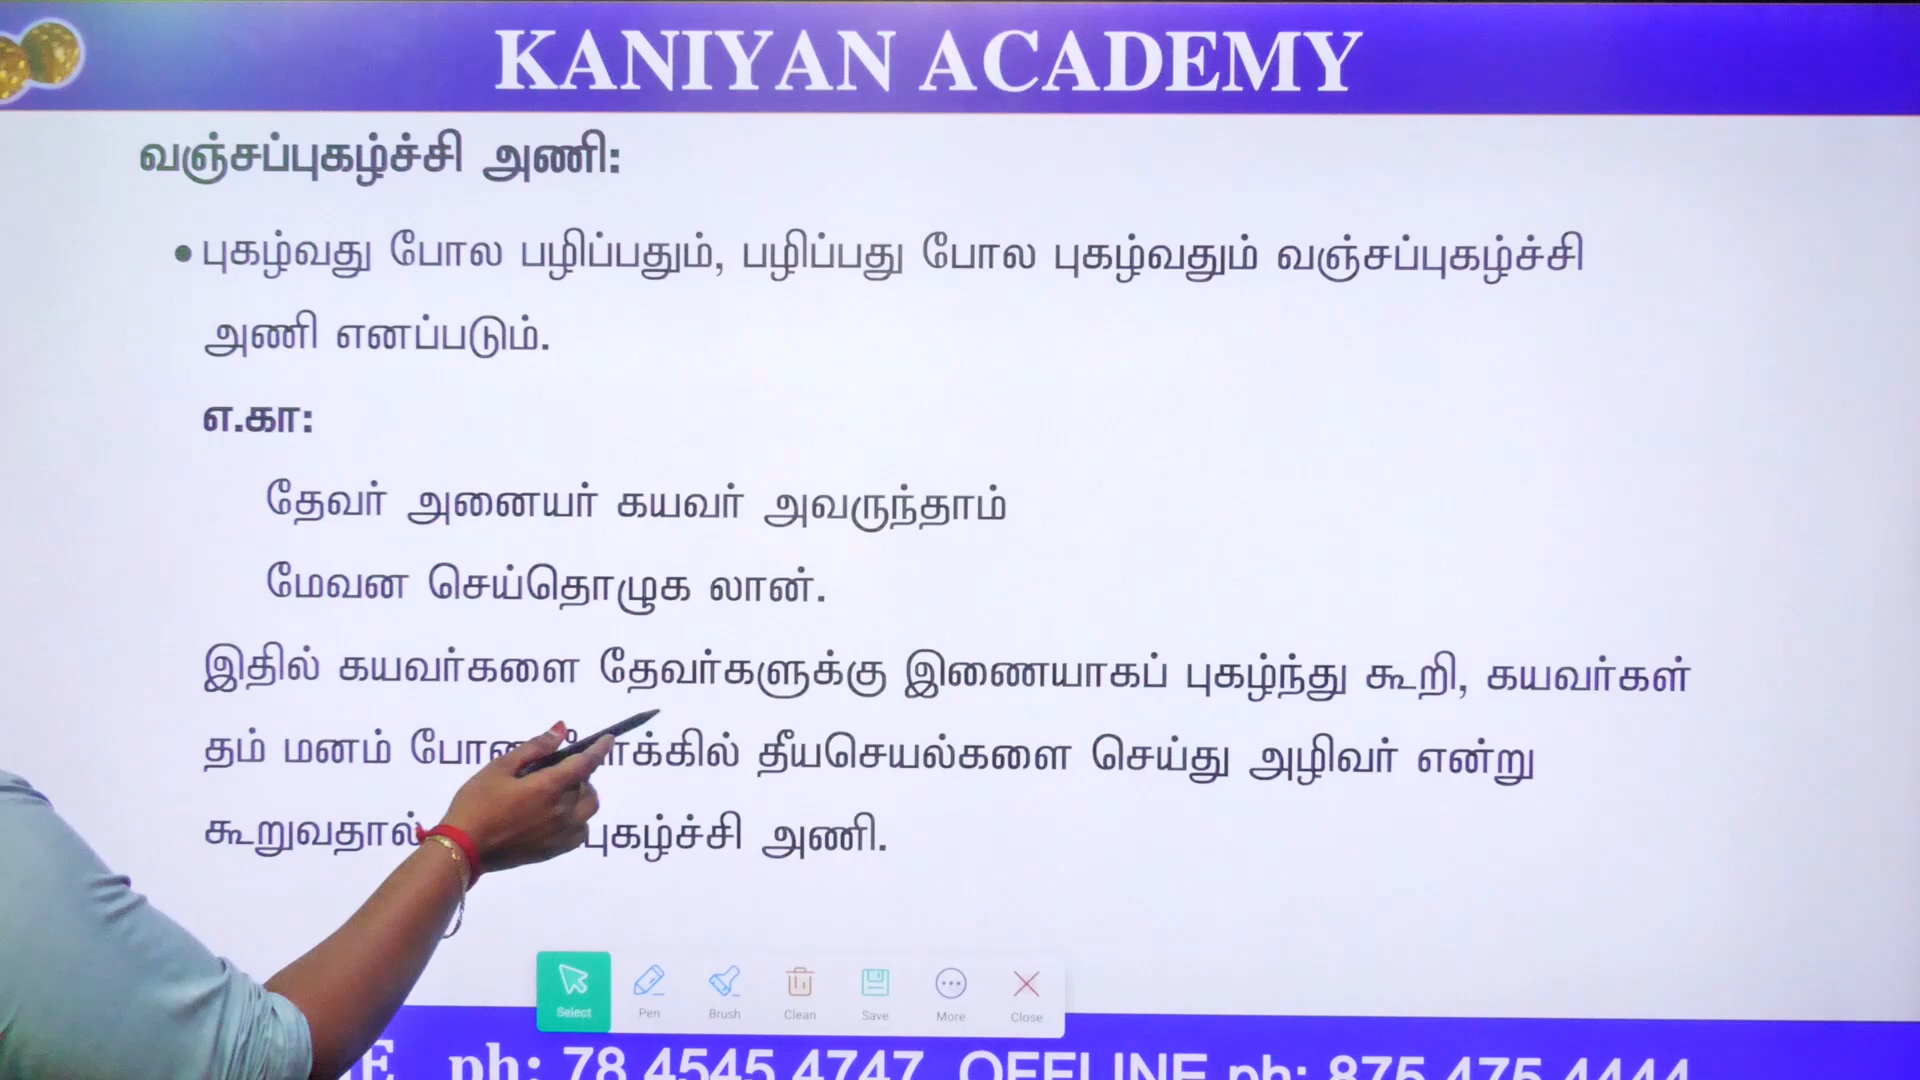 KANIYAN ACADEMY
வஞ்சப்புகழ்ச்சி அணி:
• புகழ்வது போல பழிப்பதும், பழிப்பது போல புகழ்வதும் வஞ்சப்புகழ்ச்சி
அணி எனப்படும்.
எ.கா:
தேவர் அனையர் கயவர் அவருந்தாம்
மேவன செய்தொழுக லான்.
இதில் கயவர்களை தேவர்களுக்கு இணையாகப் புகழ்ந்து கூறி, கயவர்கள்
தம் மனம் தீயசெயல்களை செய்து அழிவர் என்று
கூறுவதால் புகழ்ச்சி அணி.
Select Pen Brush Clean Save More Close
ph: 78 4545 4747 OFFLINE ph: 875 475 4444